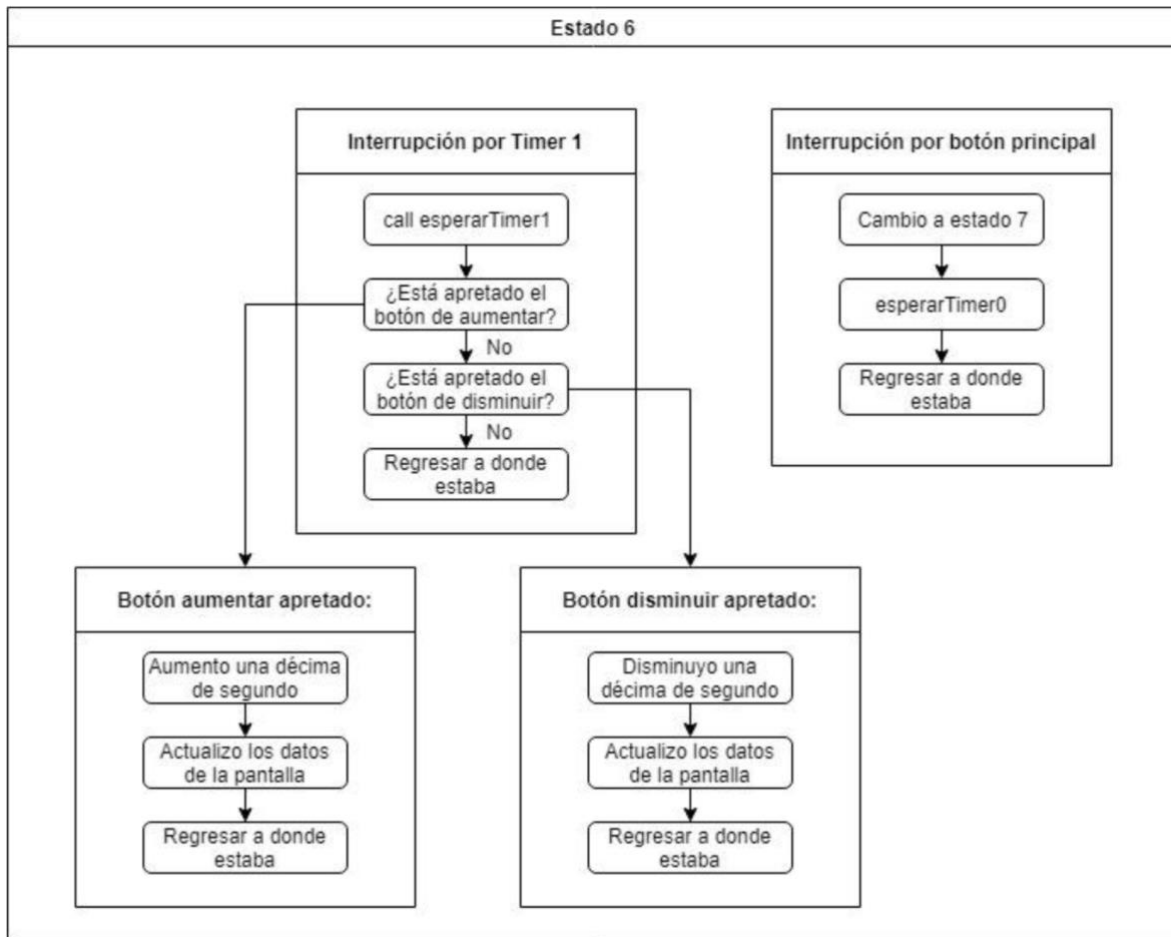 Estado 6
Interrupción por Timer 1
call esperarTimer1
¿Está apretado el
botón de aumentar?
No
¿Está apretado el
botón de disminuir?
No
Regresar a donde
estaba
Interrupción por botón principal
Cambio a estado 7
esperarTimer0
Regresar a donde
estaba
Botón aumentar apretado:
Aumento una décima
de segundo
Actualizo los datos
de la pantalla
Regresar a donde
estaba
Botón disminuir apretado:
Disminuyo una
décima de segundo
Actualizo los datos
de la pantalla
Regresar a donde
estaba